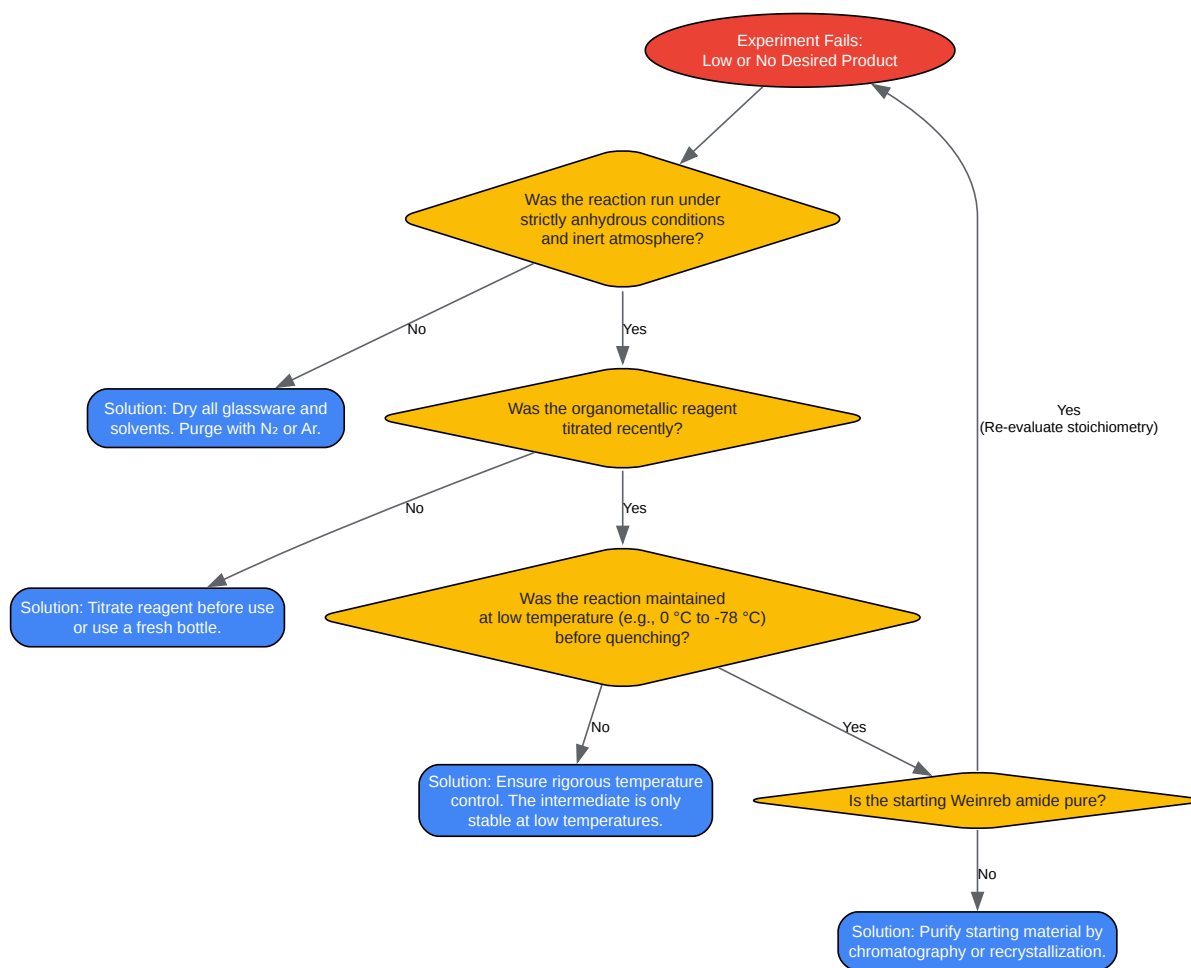 Experiment Fails:
Low or No Desired Product
Was the reaction run under
strictly anhydrous conditions
and inert atmosphere?
No
Yes
Solution: Dry all glassware and
solvents. Purge with N₂ or Ar.
Was the organometallic reagent
titrated recently?
Yes
(Re-evaluate stoichiometry)
No
Yes
Solution: Titrate reagent before use
or use a fresh bottle.
Was the reaction maintained
at low temperature (e.g., 0 °C to -78 °C)
before quenching?
No
Yes
Solution: Ensure rigorous temperature
control. The intermediate is only
stable at low temperatures.
Is the starting Weinreb amide pure?
No
Solution: Purify starting material by
chromatography or recrystallization.